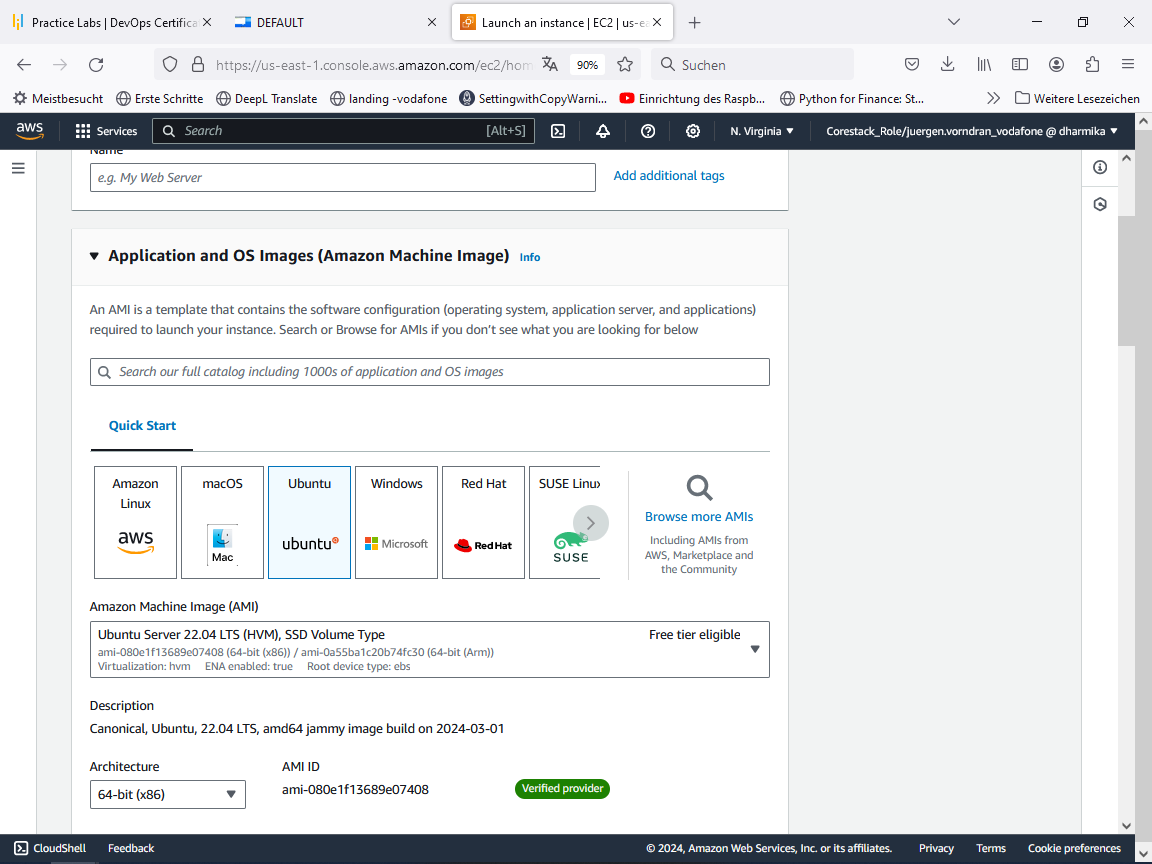 Practice Labs | DevOps Certifica
DEFAULT
Launch an instance | EC2 | us-ea
https://us-east-1.console.aws.amazon.com/ec2/hom
90%
Suchen
Meistbesucht
Erste Schritte
DeepL Translate
landing -vodafone
SettingwithCopyWarni...
Einrichtung des Raspb...
Python for Finance: St...
Weitere Lesezeichen
aws
Services
Search
[Alt+S]
N. Virginia
Corestack_Role/juergen.vorndran_vodafone @ dharmika
Name
e.g. My Web Server
Add additional tags
Application and OS Images (Amazon Machine Image)
Info
An AMI is a template that contains the software configuration (operating system, application server, and applications)
required to launch your instance. Search or Browse for AMIs if you don't see what you are looking for below
Search our full catalog including 1000s of application and OS images
Quick Start
Amazon
Linux
aws
macOS
Mac
Ubuntu
ubuntu
Windows
Microsoft
Red Hat
Red Hat
SUSE Linux
SUSE
Browse more AMIs
Including AMIs from
AWS, Marketplace and
the Community
Amazon Machine Image (AMI)
Ubuntu Server 22.04 LTS (HVM), SSD Volume Type
Free tier eligible
ami-080e1f13689e07408 (64-bit (x86)) / ami-0a55ba1c20b74fc30 (64-bit (Arm))
Virtualization: hvm ENA enabled: true Root device type: ebs
Description
Canonical, Ubuntu, 22.04 LTS, amd64 jammy image build on 2024-03-01
Architecture
AMI ID
64-bit (x86)
ami-080e1f13689e07408
Verified provider
CloudShell
Feedback
© 2024, Amazon Web Services, Inc. or its affiliates.
Privacy
Terms
Cookie preferences